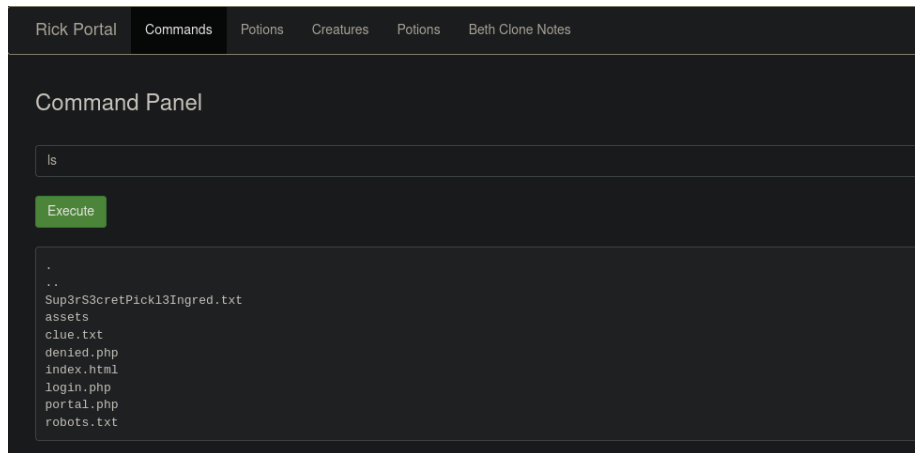 Rick Portal Commands Potions Creatures Potions Beth Clone Notes
Command Panel
ls
Execute
.
..
Sup3rS3cretPickl3Ingred.txt
assets
clue.txt
denied.php
index.html
login.php
portal.php
robots.txt